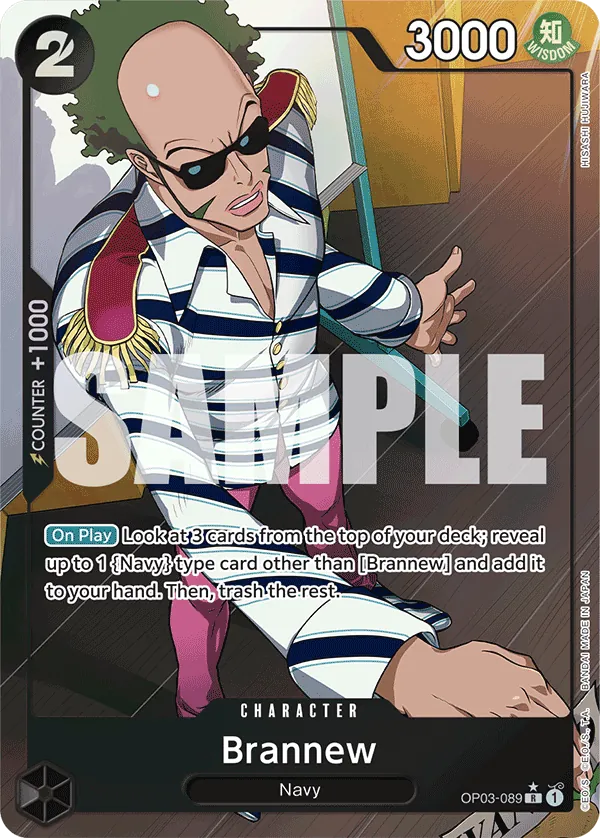 2
3000
知
WISDOM
HISASHI HUJIWARA
COUNTER +1000
SAMPLE
On Play Look at 3 cards from the top of your deck; reveal
up to 1 {Navy} type card other than [Brannew] and add it
to your hand. Then, trash the rest.
CHARACTER
Brannew
Navy
OP03-089 R 1
©E.O/S. ©E.O./S., T.A. BANDAI MADE IN JAPAN